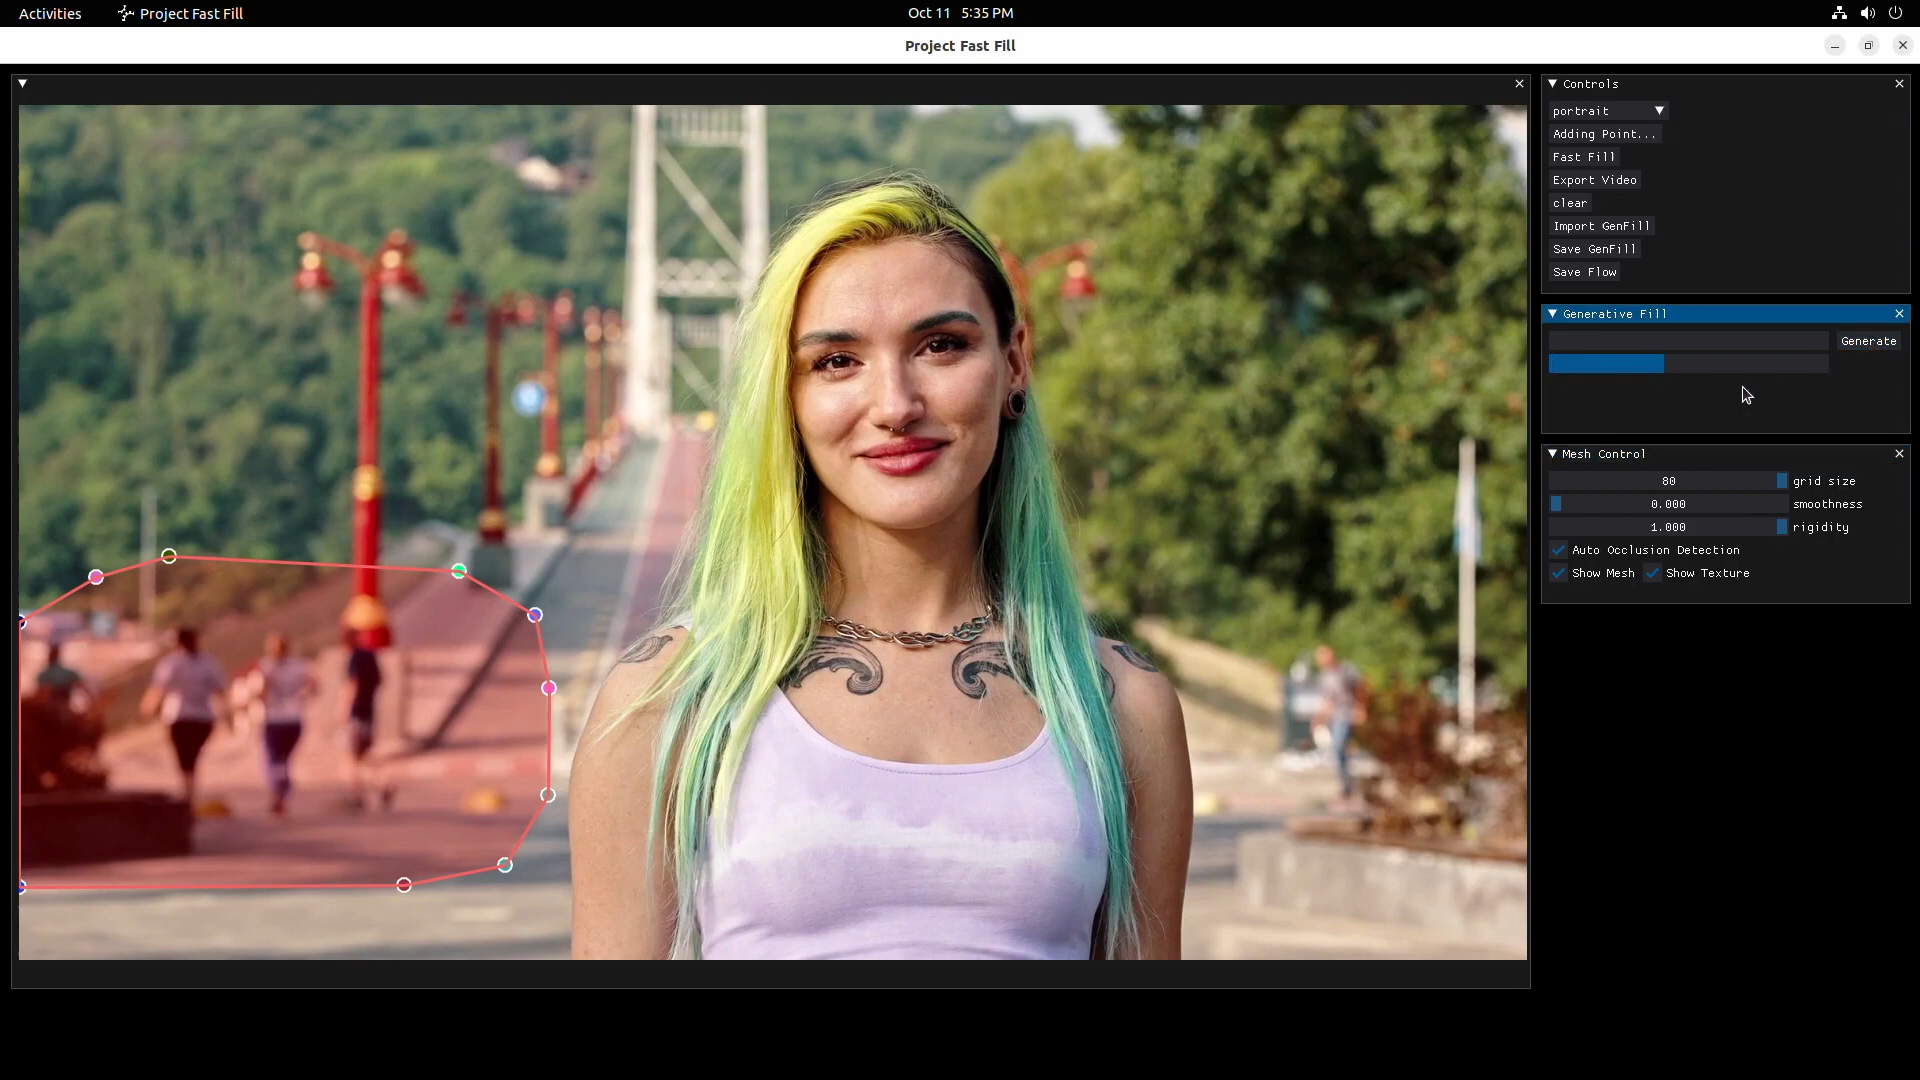 Activities Project Fast Fill Oct 11 5:35 PM
Project Fast Fill
Controls
portrait
Adding Point...
Fast Fill
Export Video
clear
Import GenFill
Save GenFill
Save Flow
Generative Fill
Generate
Mesh Control
80 grid size
0.000 smoothness
1.000 rigidity
Auto Occlusion Detection
Show Mesh Show Texture